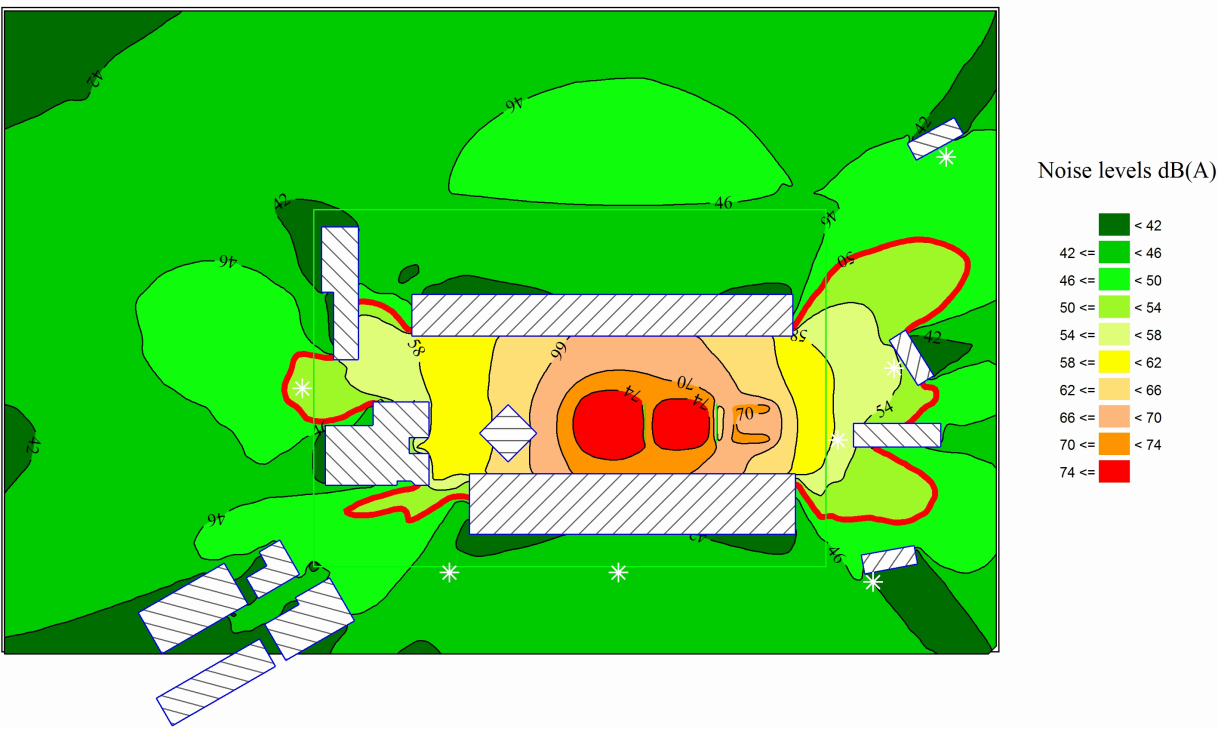 42
46
42
Noise levels dB(A)
42
46
46
< 42
42 <= < 46
46 50
46 <= < 50
50 <= < 54
42
54 <= < 58
58 66 58
58 <= < 62
70
62 <= < 66
74 74
54
70
66 <= < 70
42
70 <= < 74
74 <=
46
46